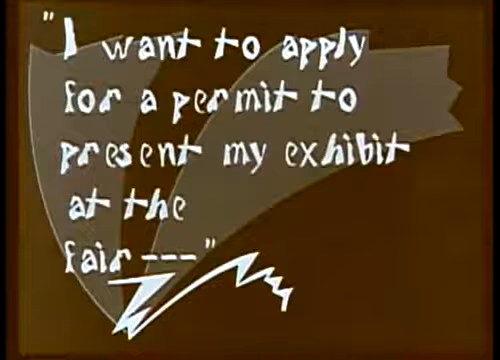 "I want to apply
for a permit to
present my exhibit
at the
fair ---"